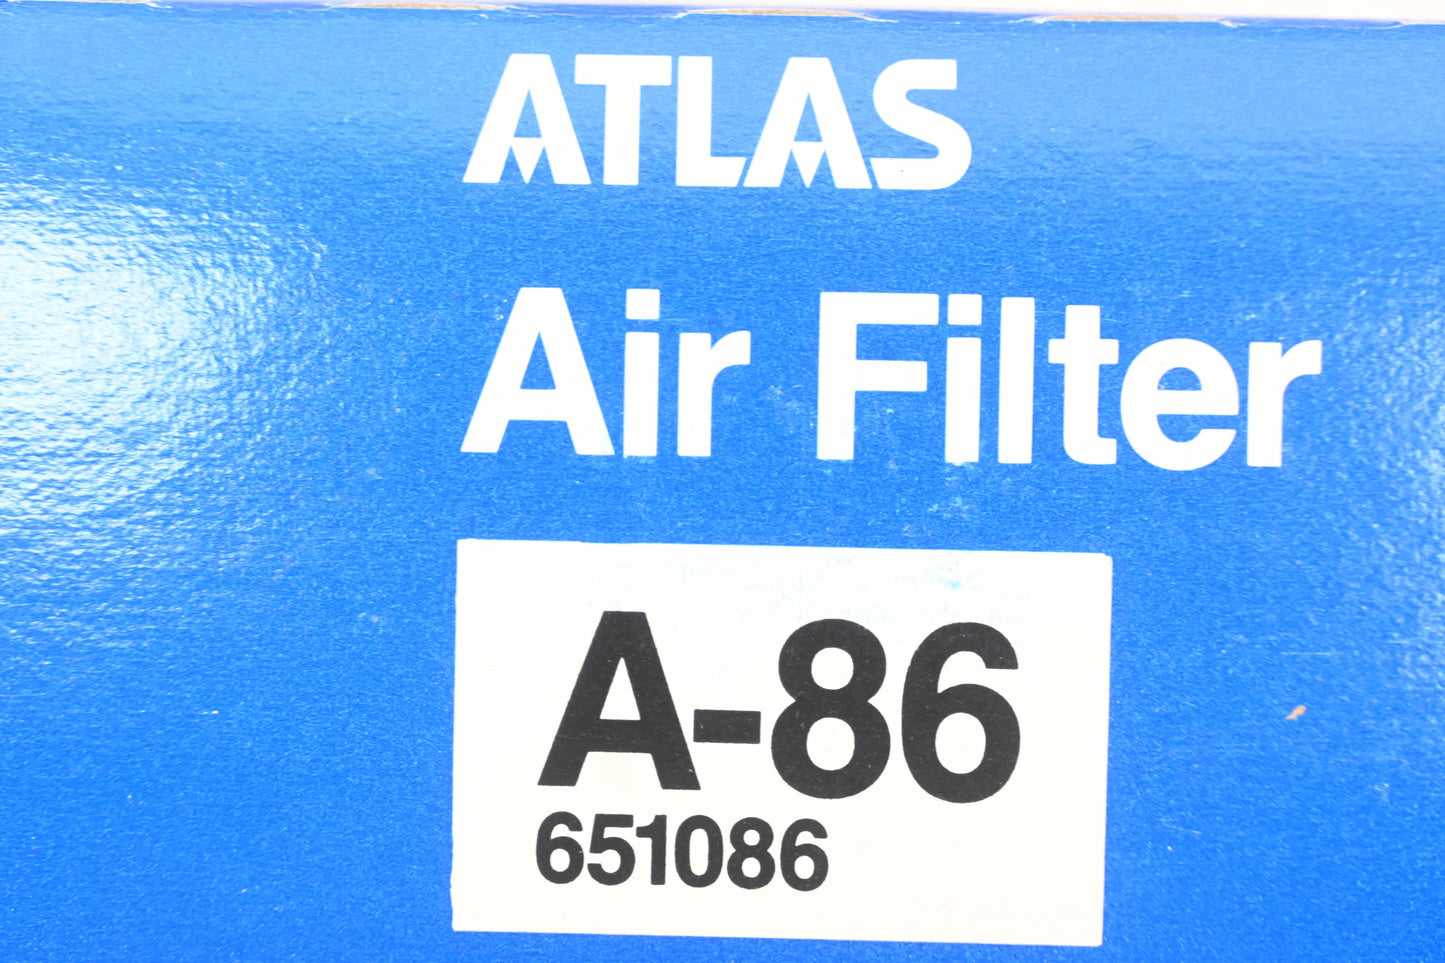 ATLAS
Air Filter
A-86
651086